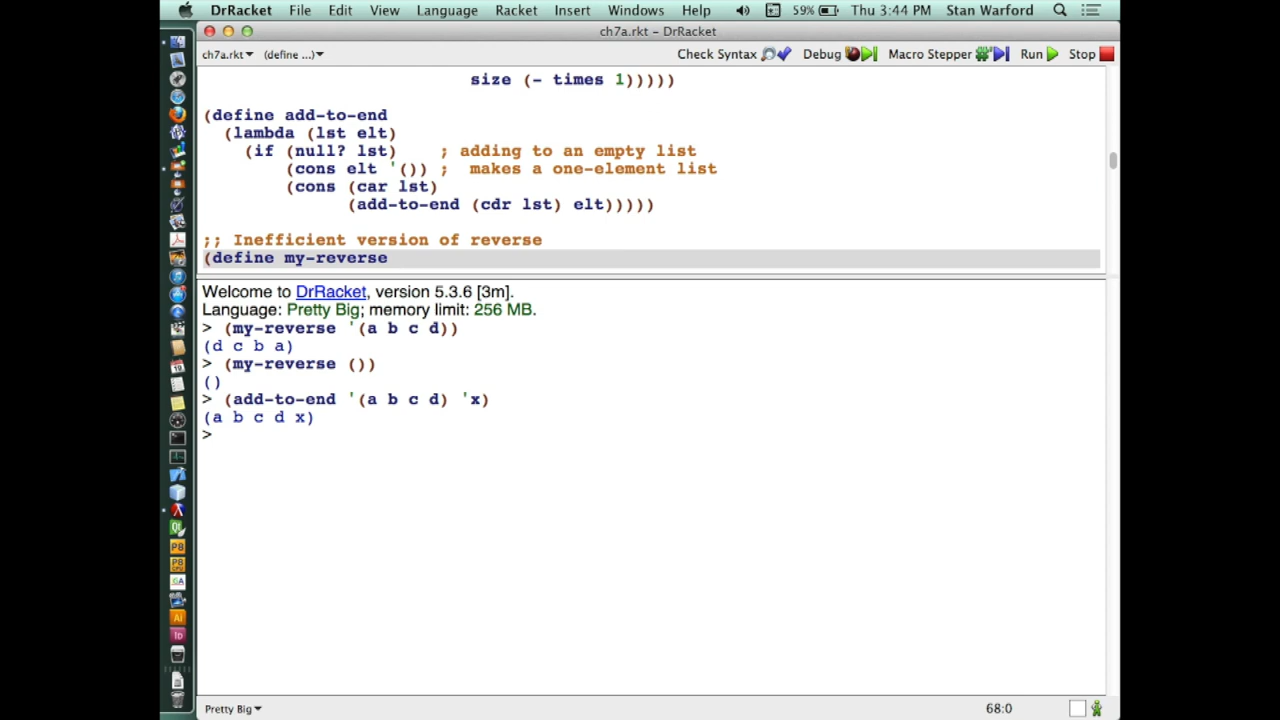 DrRacket File Edit View Language Racket Insert Windows Help 59% Thu 3:44 PM Stan Warford
ch7a.rkt – DrRacket
ch7a.rkt (define ...) Check Syntax Debug Macro Stepper Run Stop
size (- times 1)))))
(define add-to-end
(lambda (lst elt)
(if (null? lst) ; adding to an empty list
(cons elt '()) ; makes a one-element list
(cons (car lst)
(add-to-end (cdr lst) elt)))))
;; Inefficient version of reverse
(define my-reverse
Welcome to DrRacket, version 5.3.6 [3m].
Language: Pretty Big; memory limit: 256 MB.
> (my-reverse '(a b c d))
(d c b a)
> (my-reverse ())
()
> (add-to-end '(a b c d) 'x)
(a b c d x)
>
Pretty Big 68:0